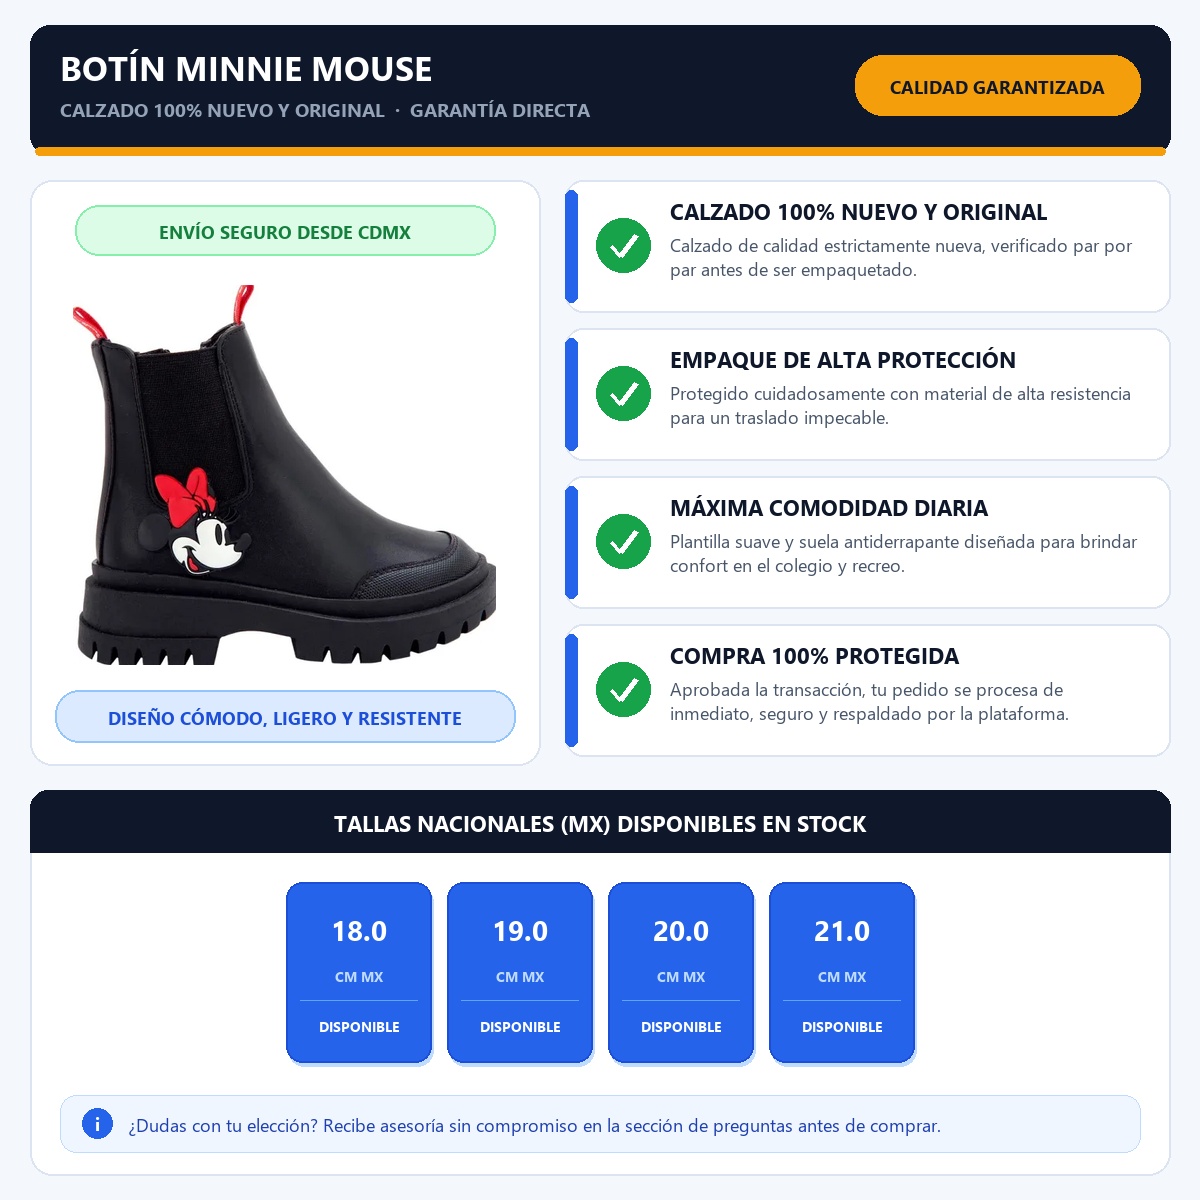 BOTÍN MINNIE MOUSE
CALZADO 100% NUEVO Y ORIGINAL · GARANTÍA DIRECTA
CALIDAD GARANTIZADA
ENVÍO SEGURO DESDE CDMX
DISEÑO CÓMODO, LIGERO Y RESISTENTE
CALZADO 100% NUEVO Y ORIGINAL
Calzado de calidad estrictamente nueva, verificado par por
par antes de ser empaquetado.
EMPAQUE DE ALTA PROTECCIÓN
Protegido cuidadosamente con material de alta resistencia
para un traslado impecable.
MÁXIMA COMODIDAD DIARIA
Plantilla suave y suela antiderrapante diseñada para brindar
confort en el colegio y recreo.
COMPRA 100% PROTEGIDA
Aprobada la transacción, tu pedido se procesa de
inmediato, seguro y respaldado por la plataforma.
TALLAS NACIONALES (MX) DISPONIBLES EN STOCK
18.0
CM MX
DISPONIBLE
19.0
CM MX
DISPONIBLE
20.0
CM MX
DISPONIBLE
21.0
CM MX
DISPONIBLE
¿Dudas con tu elección? Recibe asesoría sin compromiso en la sección de preguntas antes de comprar.